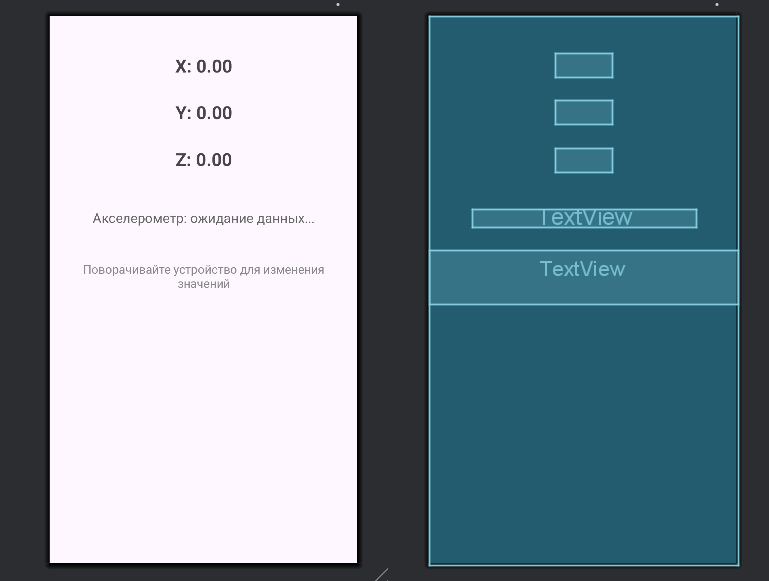 X: 0.00
Y: 0.00
Z: 0.00
Акселерометр: ожидание данных...
Поворачивайте устройство для изменения
значений
TextView
TextView